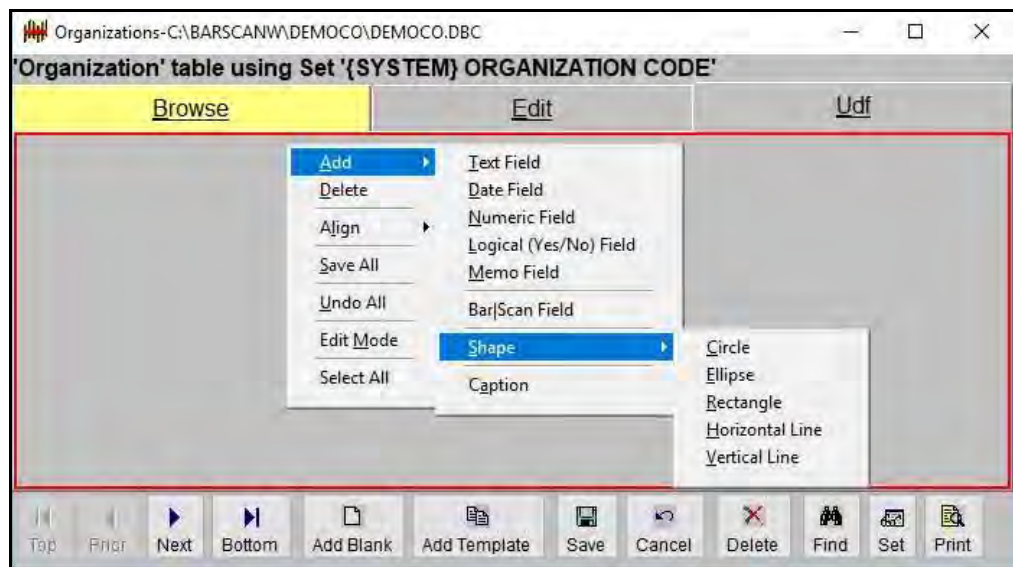 Organizations-C:\BARSCANW\DEMOCO\DEMOCO.DBC
'Organization' table using Set '{SYSTEM} ORGANIZATION CODE'
Browse Edit Udf
Add
Delete
Align
Save All
Undo All
Edit Mode
Select All
Text Field
Date Field
Numeric Field
Logical (Yes/No) Field
Memo Field
Bar|Scan Field
Shape
Caption
Circle
Ellipse
Rectangle
Horizontal Line
Vertical Line
Top Prior Next Bottom Add Blank Add Template Save Cancel Delete Find Set Print